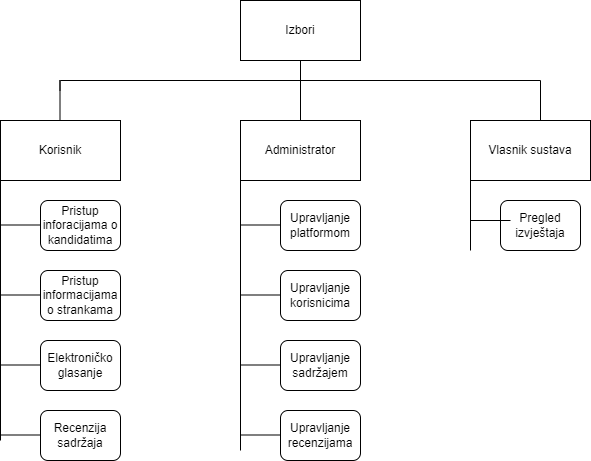 Izbori
Korisnik
Administrator
Vlasnik sustava
Pristup
inforacijama o
kandidatima
Pristup
informacijama
o strankama
Elektroničko
glasanje
Recenzija
sadržaja
Upravljanje
platformom
Upravljanje
korisnicima
Upravljanje
sadržajem
Upravljanje
recenzijama
Pregled
izvještaja